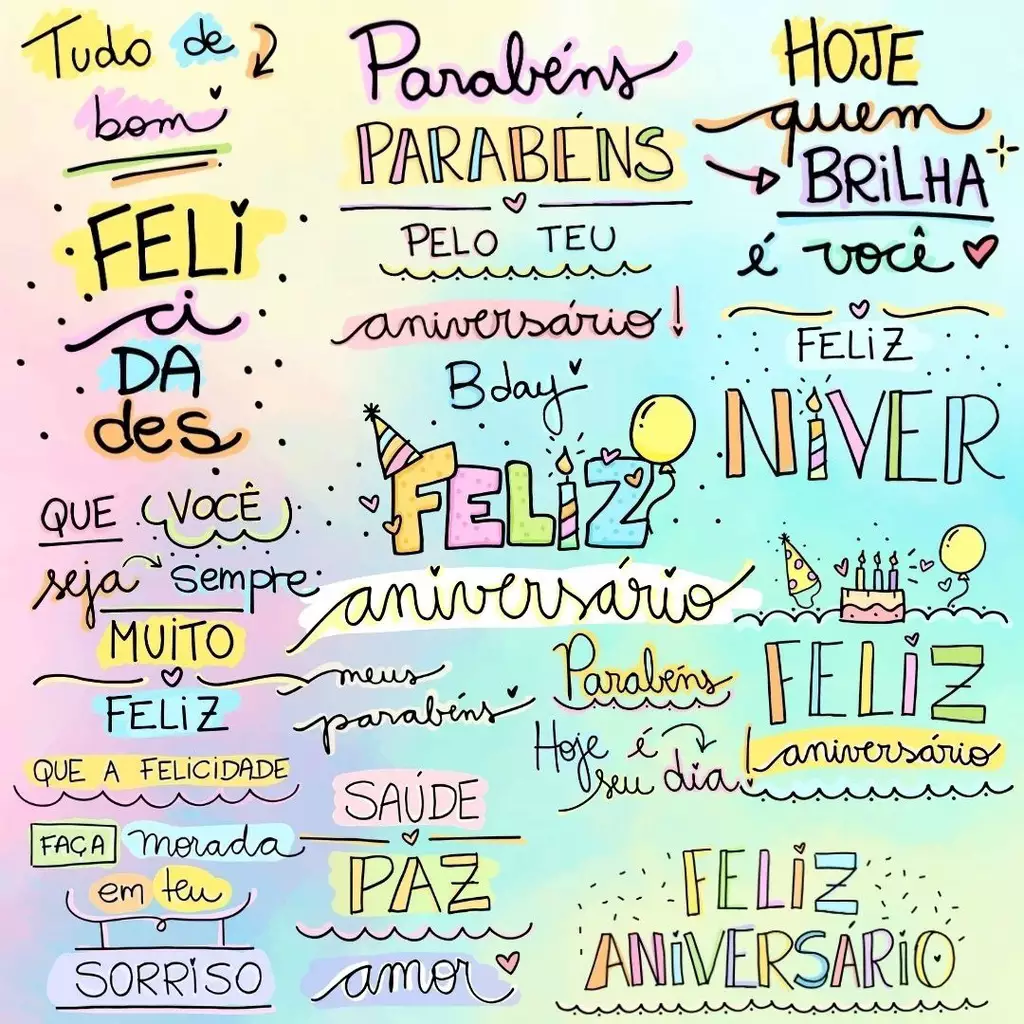 Tudo de
bom
FELI
ci
DA
des
QUE VOCÊ
seja sempre
MUITO
FELIZ
QUE A FELICIDADE
FAÇA morada
em teu
SORRISO
Parabéns
PARABÉNS
PELO TEU
aniversário!
Bday
FELIZ
aniversário
meus
parabéns
SAÚDE
PAZ
amor
HOJE
quem
BRILHA
é você
FELIZ
NIVER
Parabéns
Hoje é
seu dia!
FELIZ
aniversário
FELIZ
ANIVERSÁRIO